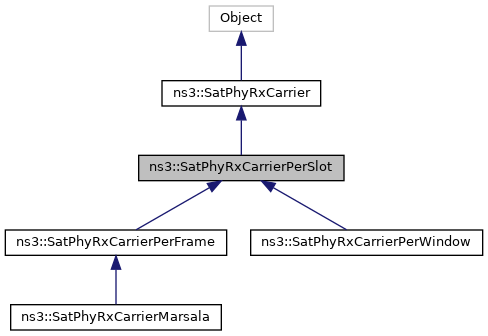 Object
ns3::SatPhyRxCarrier
ns3::SatPhyRxCarrierPerSlot
ns3::SatPhyRxCarrierPerFrame
ns3::SatPhyRxCarrierPerWindow
ns3::SatPhyRxCarrierMarsala